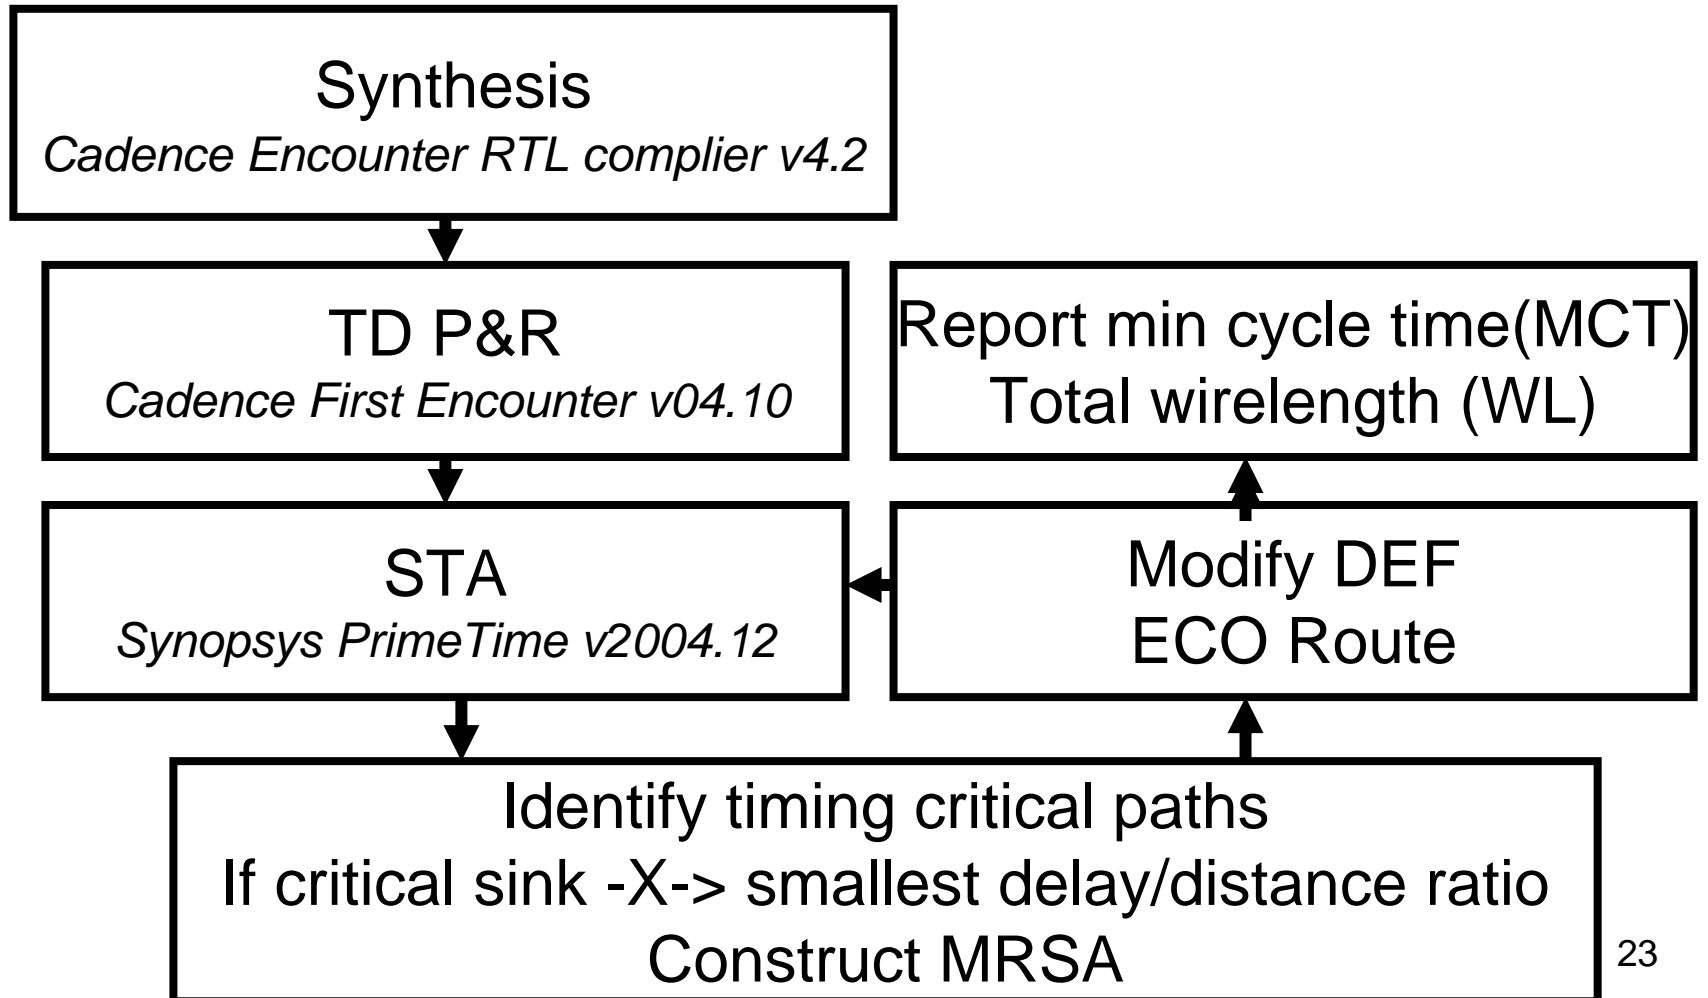 Synthesis
Cadence Encounter RTL complier v4.2
TD P&R
Cadence First Encounter v04.10
Report min cycle time(MCT)
Total wirelength (WL)
STA
Synopsys PrimeTime v2004.12
Modify DEF
ECO Route
Identify timing critical paths
If critical sink -X-> smallest delay/distance ratio
Construct MRSA
23